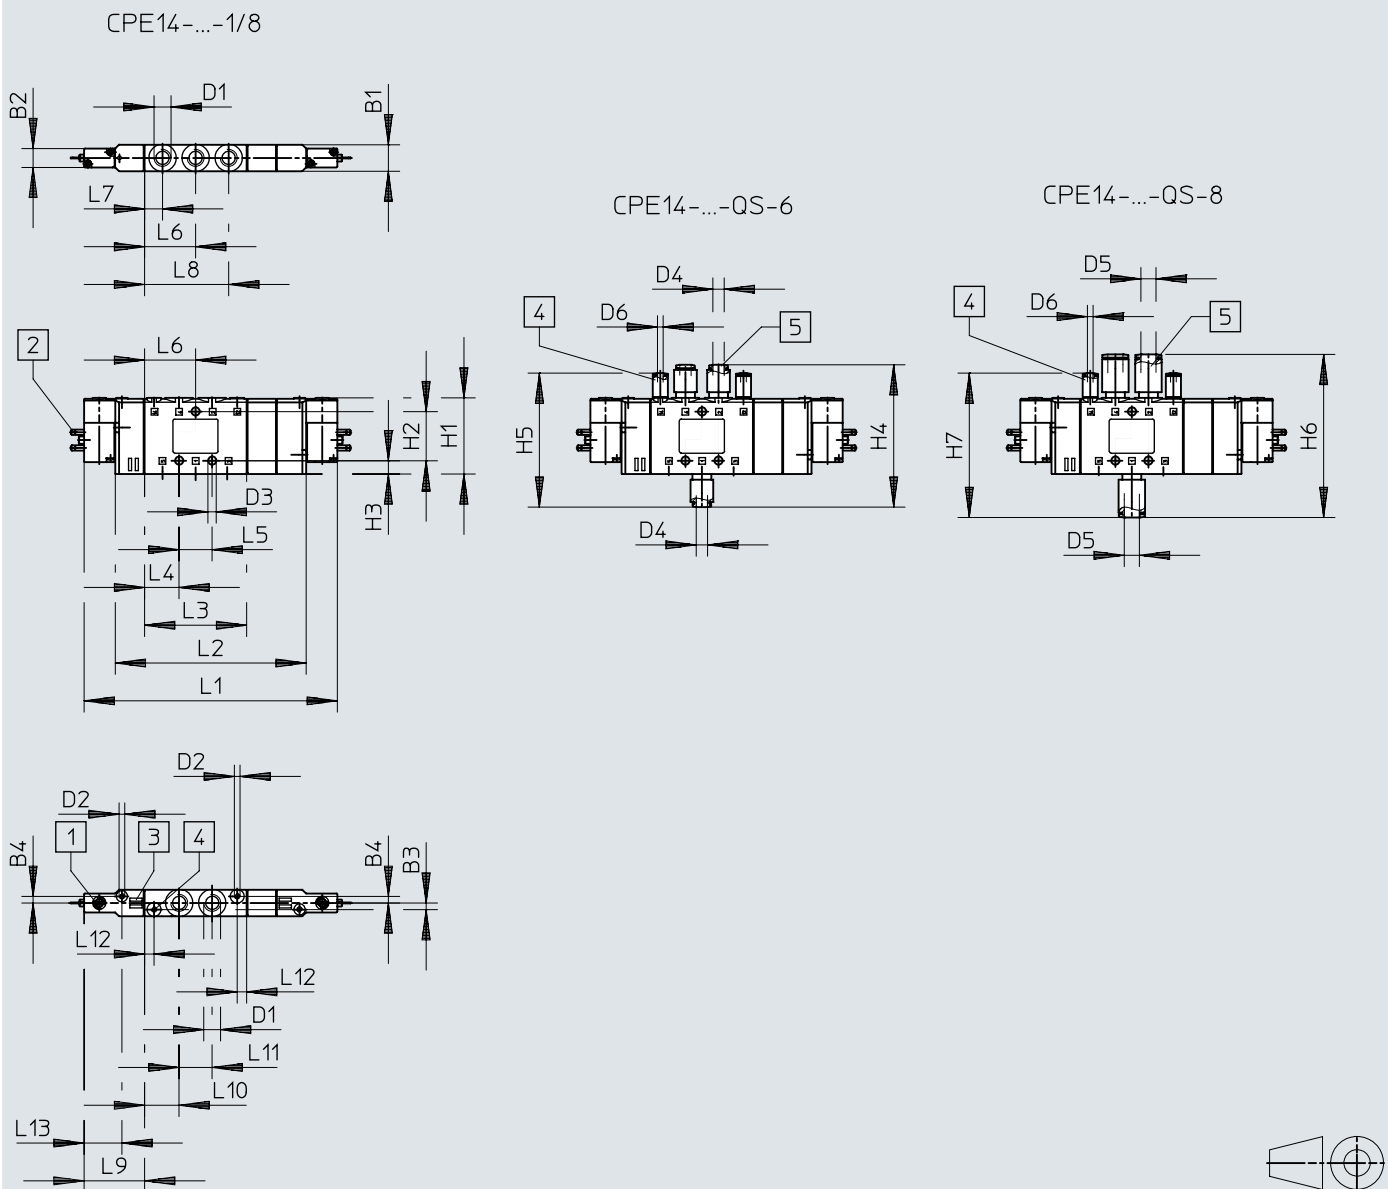 CPE14-...-1/8
D1
B2
B1
L7
L6
L8
CPE14-...-QS-6
CPE14-...-QS-8
D4
D5
4
D6
5
4
D6
5
2
L6
H5
H4
H7
H6
H2
H1
D3
H3
L5
D4
D5
L4
L3
L2
L1
D2
D2
1
3
4
B4
B4
B3
L12
L12
D1
L11
L10
L13
L9